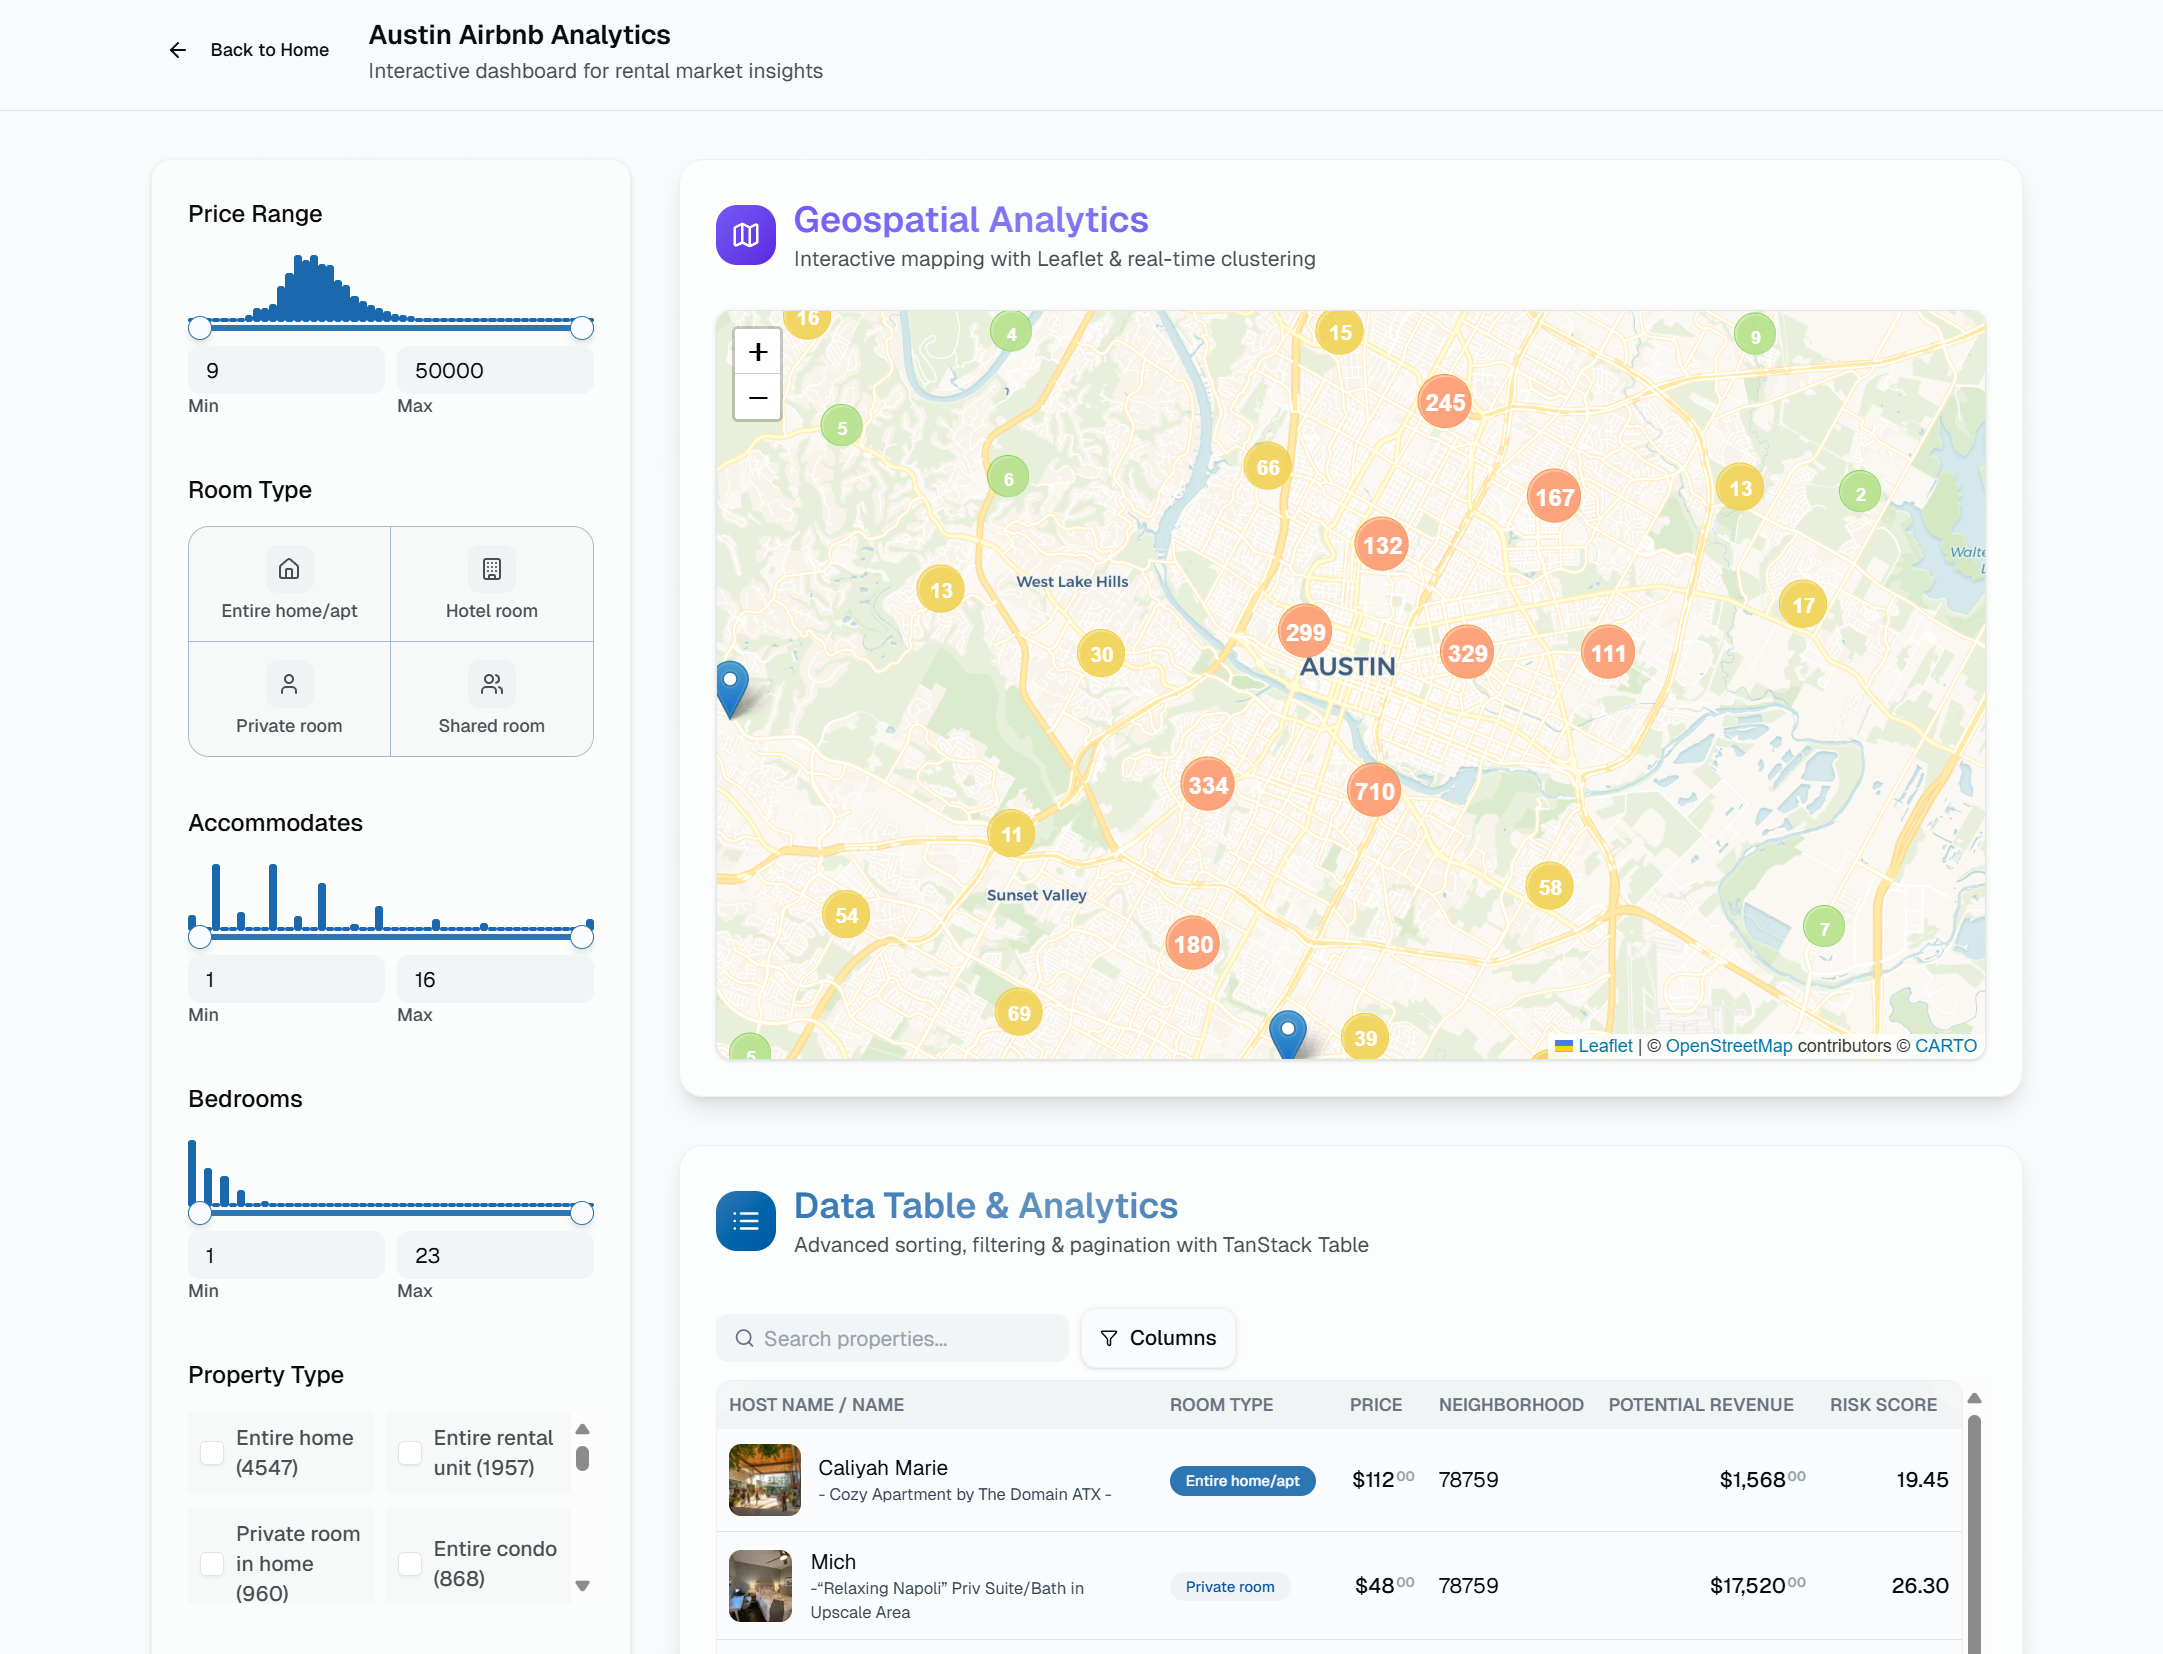 Back to Home
Austin Airbnb Analytics
Interactive dashboard for rental market insights
Price Range
9
50000
Min
Max
Room Type
Entire home/apt
Hotel room
Private room
Shared room
Accommodates
1
16
Min
Max
Bedrooms
1
23
Min
Max
Property Type
Entire home
(4547)
Entire rental
unit (1957)
Private room
in home
(960)
Entire condo
(868)
Geospatial Analytics
Interactive mapping with Leaflet & real-time clustering
+
−
16
4
15
9
245
5
66
6
167
13
2
132
Walte
West Lake Hills
13
17
299
30
329
111
AUSTIN
334
710
11
58
Sunset Valley
54
7
180
69
39
5
Leaflet | © OpenStreetMap contributors © CARTO
Data Table & Analytics
Advanced sorting, filtering & pagination with TanStack Table
Search properties...
Columns
HOST NAME / NAME
ROOM TYPE
PRICE
NEIGHBORHOOD
POTENTIAL REVENUE
RISK SCORE
Caliyah Marie
- Cozy Apartment by The Domain ATX -
Entire home/apt
$112 00
78759
$1,568 00
19.45
Mich
-“Relaxing Napoli” Priv Suite/Bath in
Upscale Area
Private room
$48 00
78759
$17,520 00
26.30